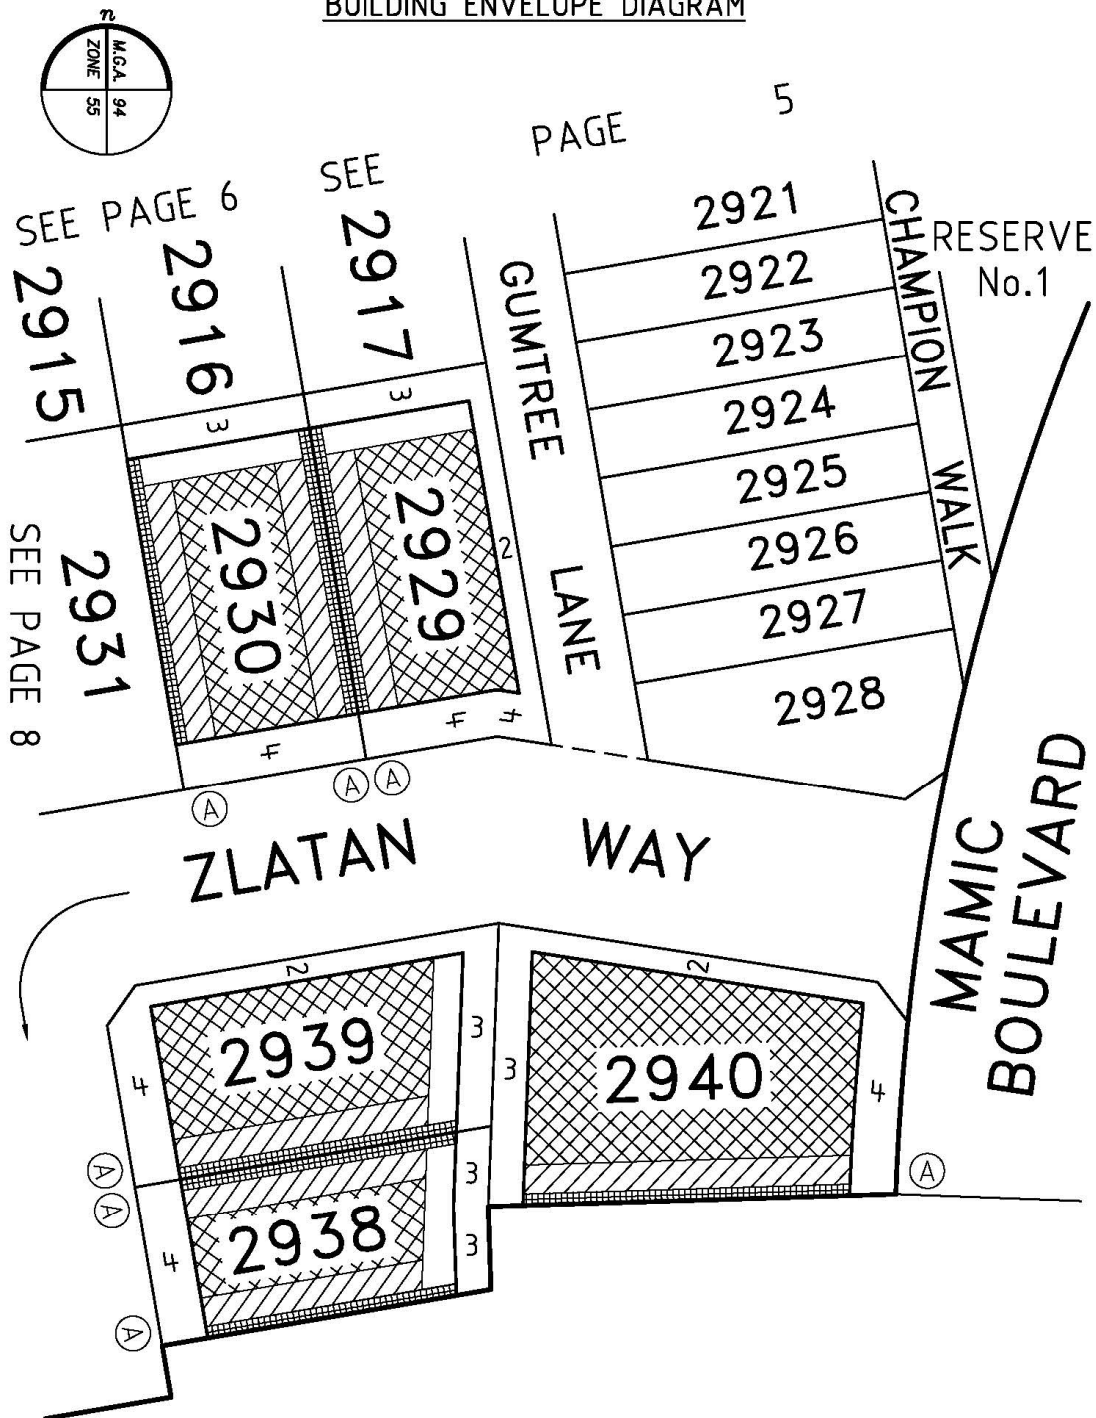 BUILDING ENVELOPE DIAGRAM
n
M.G.A. 94
ZONE 55
SEE PAGE 6
SEE PAGE 5
2915
2916
2917
GUMTREE LANE
2921
2922
2923
2924
2925
2926
2927
2928
CHAMPION WALK
RESERVE
No.1
3
3
2
2930
2929
2931
SEE PAGE 8
4
4
4
A
A
A
ZLATAN WAY
MAMIC
BOULEVARD
2
2
2939
3
3
2940
4
4
A
A
A
3
2938
4
3
A